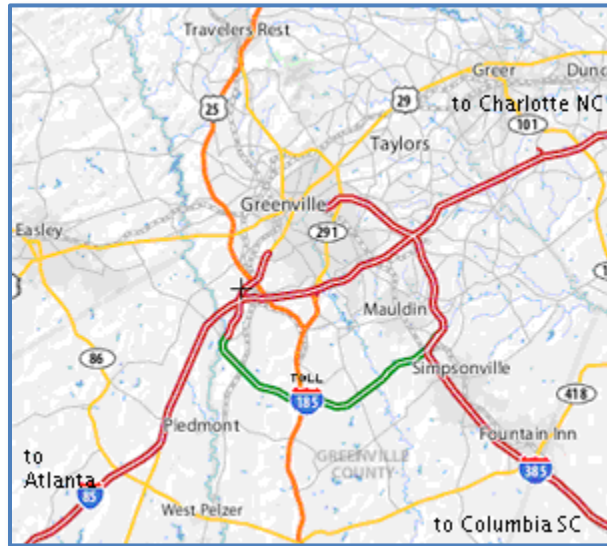 Travelers Rest
25
29
Greer
Dunc
to Charlotte NC
101
Taylors
Greenville
291
Easley
Mauldin
86
TOLL
185
Simpsonville
418
Piedmont
Fountain Inn
GREENVILLE
COUNTY
to
Atlanta
85
385
West Pelzer
to Columbia SC